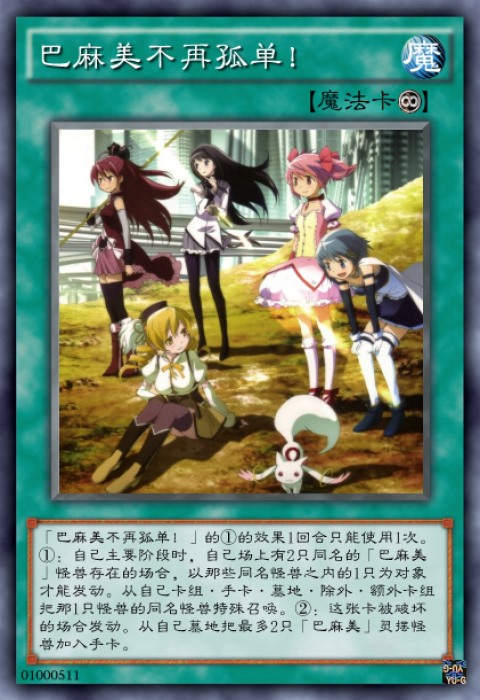 巴麻美不再孤单！
魔
【魔法卡】
「巴麻美不再孤单！」的①的效果1回合只能使用1次。
①：自己主要阶段时，自己场上有2只同名的「巴麻美」
怪兽存在的场合，以那些同名怪兽之内的1只为对象
才能发动。从自己卡组·手卡·墓地·除外·额外卡组
把那1只怪兽的同名怪兽特殊召唤。②：这张卡被破坏
的场合发动。从自己墓地把最多2只「巴麻美」灵摆怪
兽加入手卡。
01000511